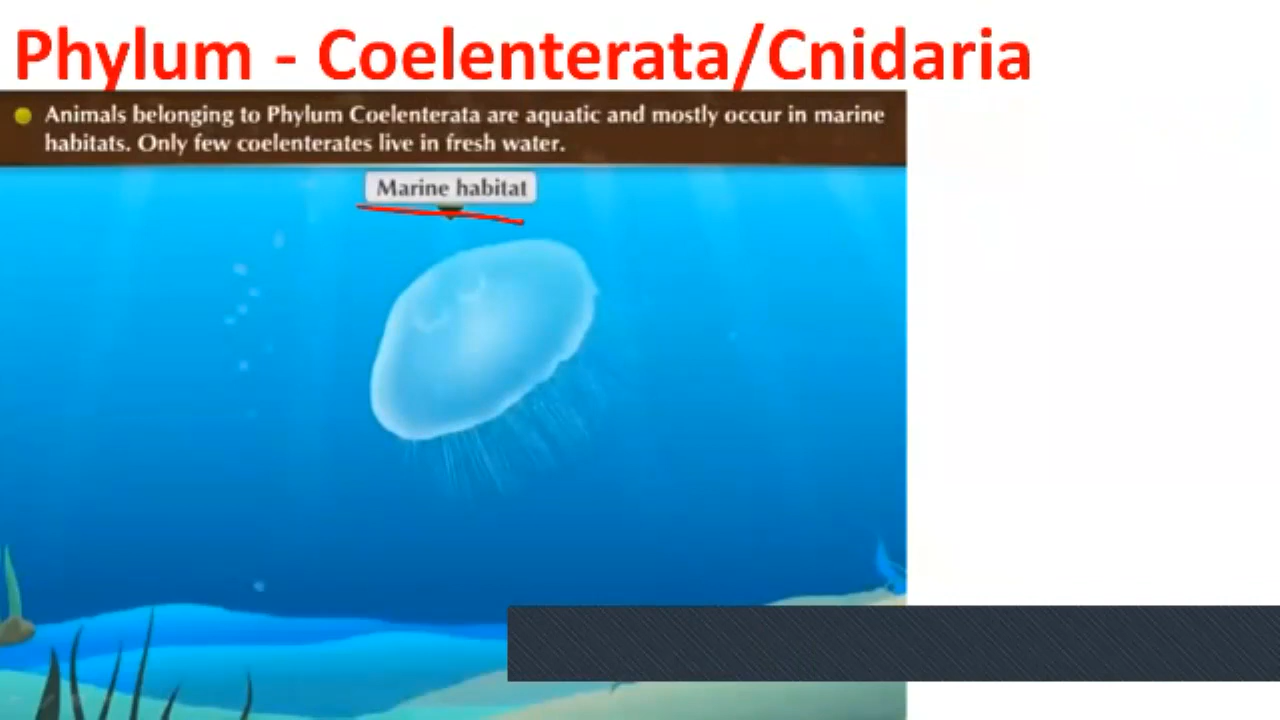 Phylum - Coelenterata/Cnidaria
Animals belonging to Phylum Coelenterata are aquatic and mostly occur in marine
habitats. Only few coelenterates live in fresh water.
Marine habitat